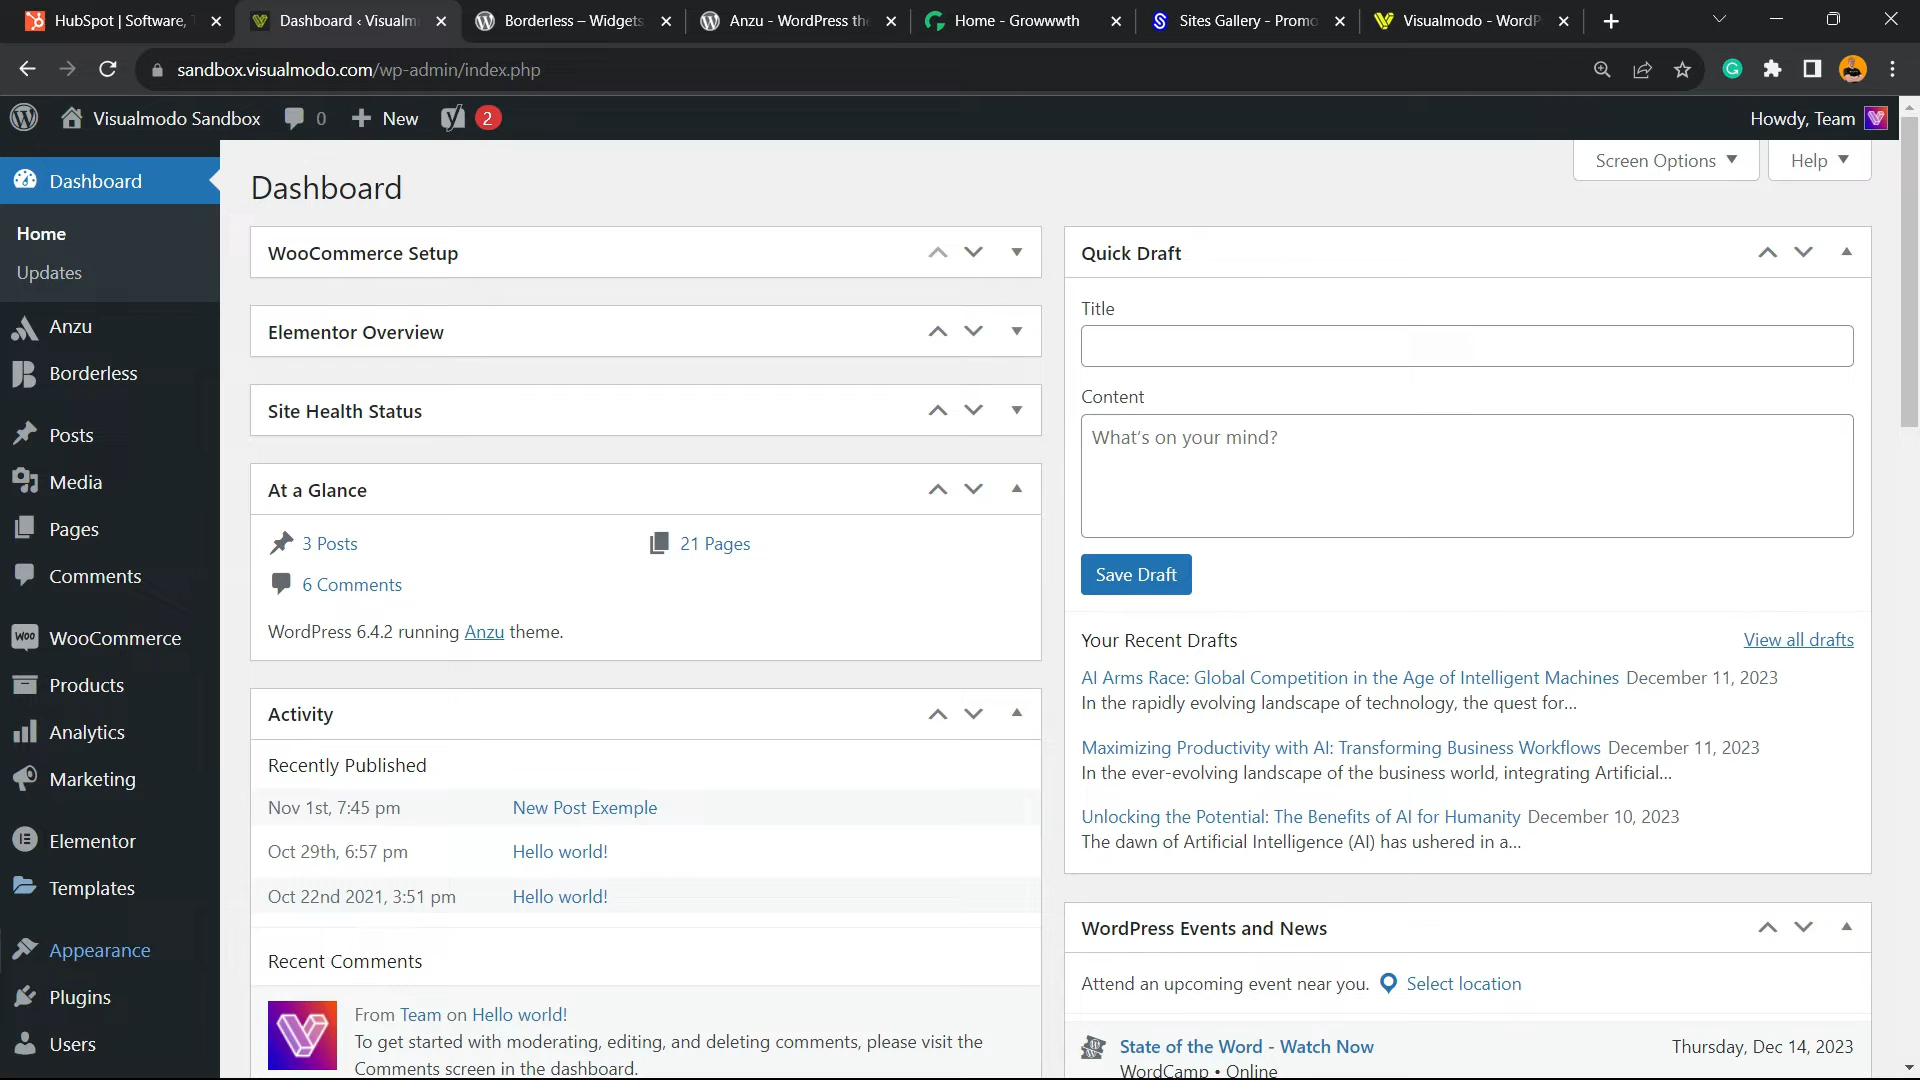 HubSpot | Software, T
Dashboard ‹ Visualm
Borderless – Widgets
Anzu - WordPress the
Home - Growwwth
Sites Gallery - Promo
Visualmodo - WordP
sandbox.visualmodo.com/wp-admin/index.php
Visualmodo Sandbox
0
New
2
Howdy, Team
Screen Options
Help
Dashboard
Home
Updates
Anzu
Borderless
Posts
Media
Pages
Comments
WooCommerce
Products
Analytics
Marketing
Elementor
Templates
Appearance
Plugins
Users
Dashboard
WooCommerce Setup
Elementor Overview
Site Health Status
At a Glance
3 Posts
21 Pages
6 Comments
WordPress 6.4.2 running Anzu theme.
Activity
Recently Published
Nov 1st, 7:45 pm New Post Exemple
Oct 29th, 6:57 pm Hello world!
Oct 22nd 2021, 3:51 pm Hello world!
Recent Comments
From Team on Hello world!
To get started with moderating, editing, and deleting comments, please visit the
Comments screen in the dashboard.
Quick Draft
Title
Content
What's on your mind?
Save Draft
Your Recent Drafts
View all drafts
AI Arms Race: Global Competition in the Age of Intelligent Machines December 11, 2023
In the rapidly evolving landscape of technology, the quest for...
Maximizing Productivity with AI: Transforming Business Workflows December 11, 2023
In the ever-evolving landscape of the business world, integrating Artificial...
Unlocking the Potential: The Benefits of AI for Humanity December 10, 2023
The dawn of Artificial Intelligence (AI) has ushered in a...
WordPress Events and News
Attend an upcoming event near you. Select location
State of the Word - Watch Now
Thursday, Dec 14, 2023
WordCamp • Online